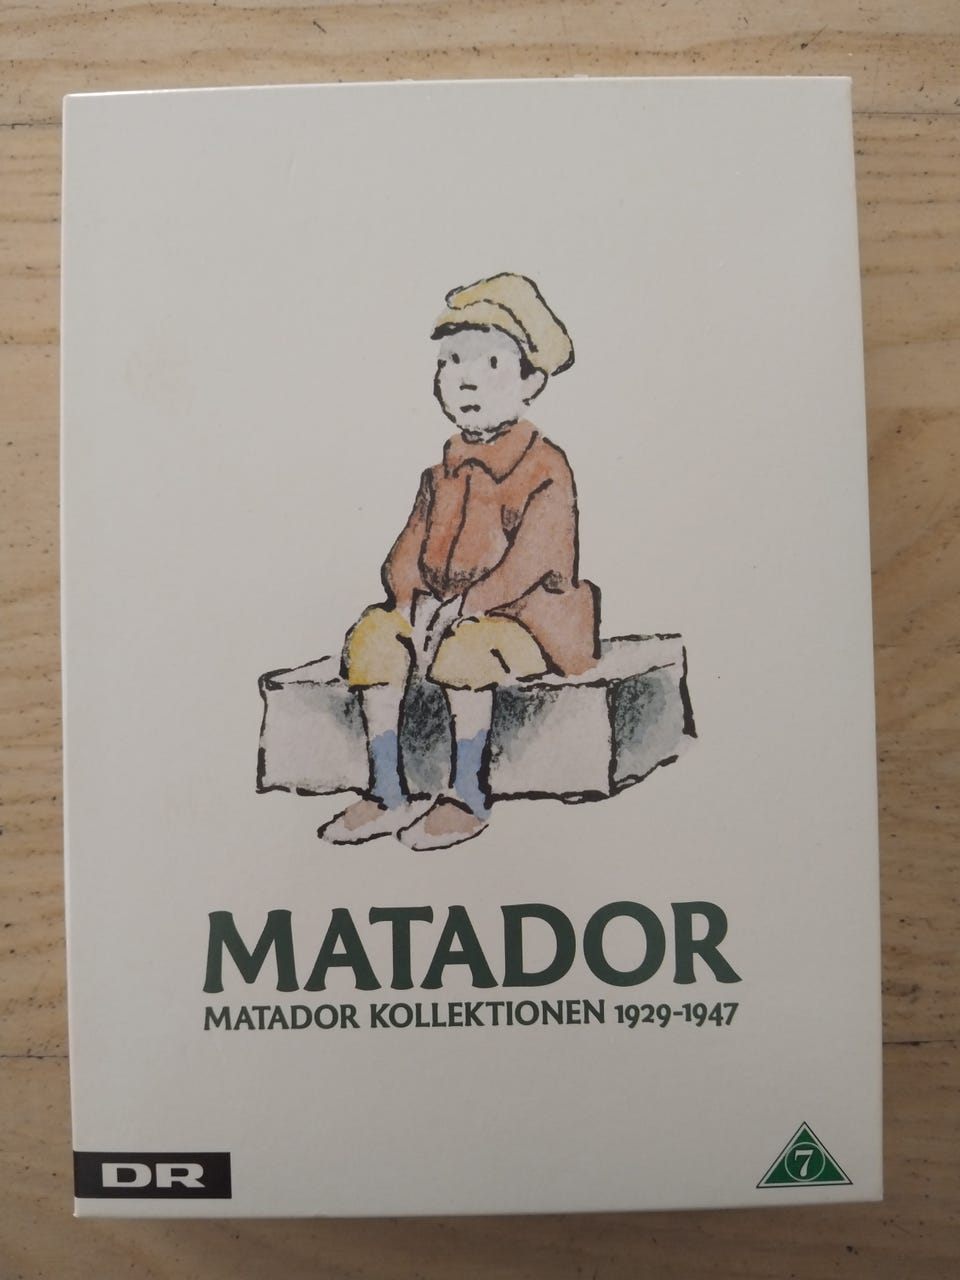 MATADOR
MATADOR KOLLEKTIONEN 1929-1947
DR
7